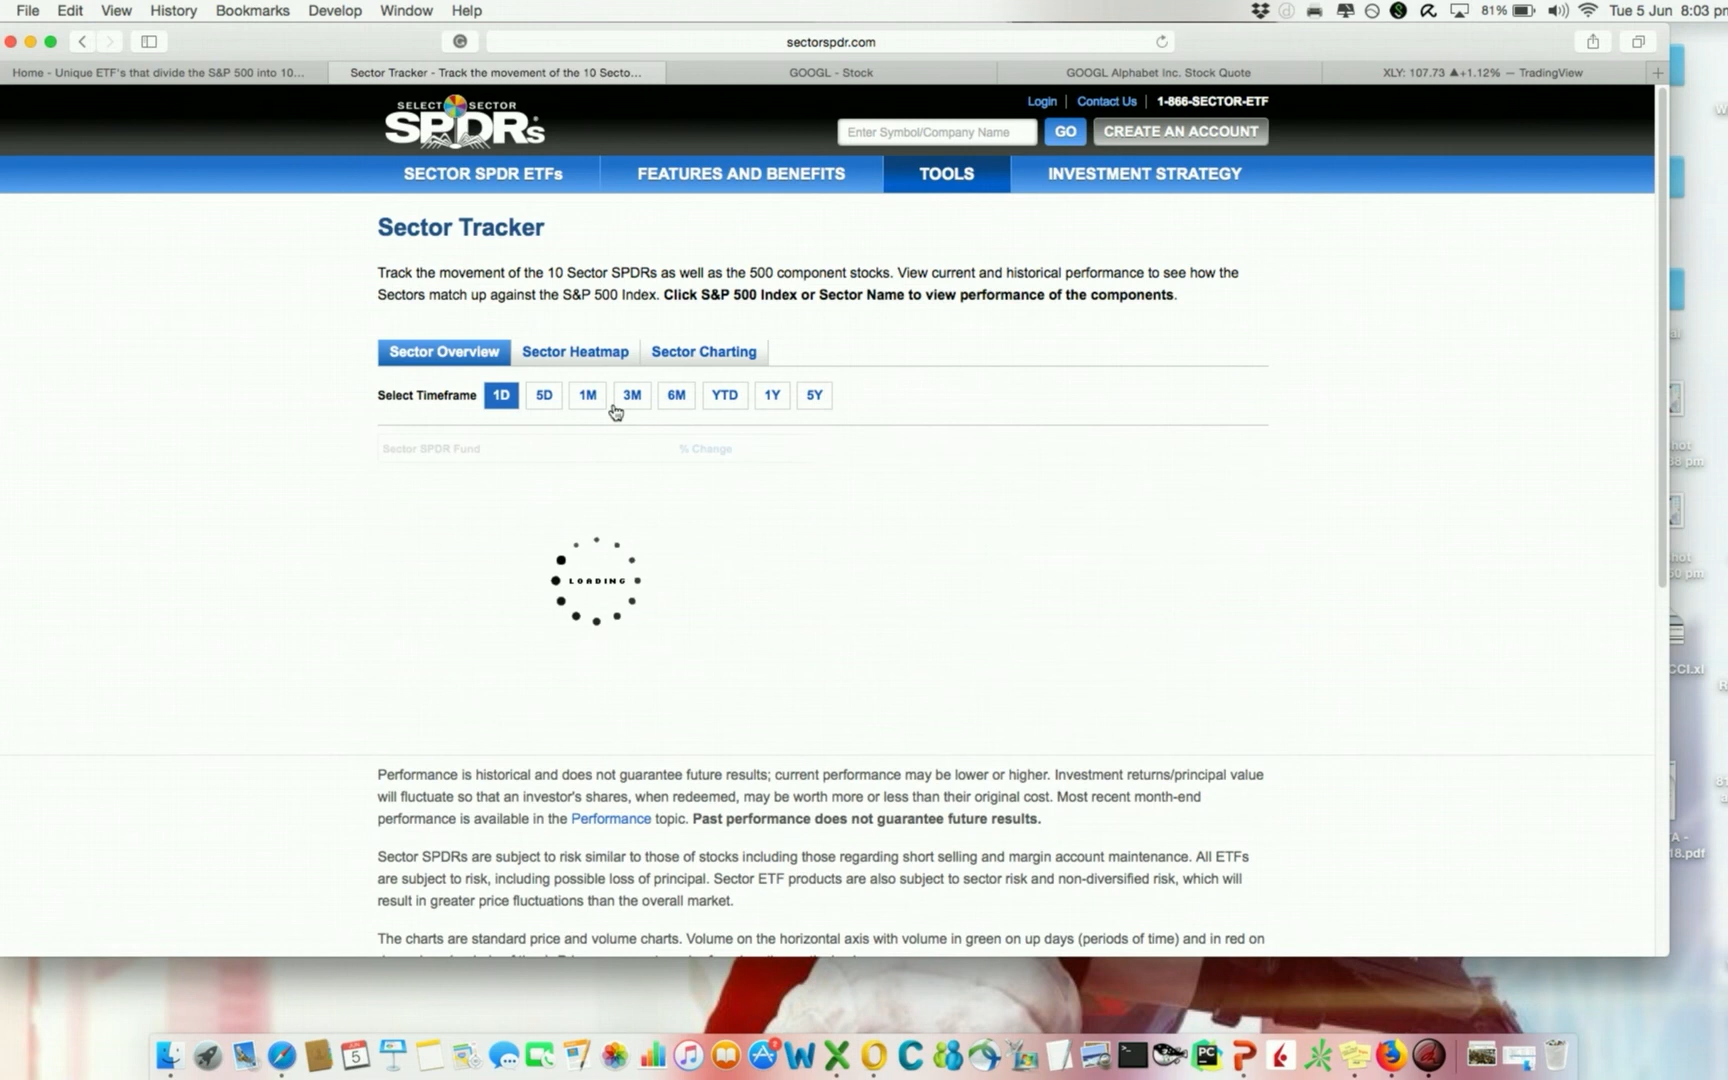 File Edit View History Bookmarks Develop Window Help 81% Tue 5 Jun 8:03 pm
sectorspdr.com
Home - Unique ETF's that divide the S&P 500 into 10... Sector Tracker - Track the movement of the 10 Secto... GOOGL - Stock GOOGL Alphabet Inc. Stock Quote XLY: 107.73 ▲+1.12% — TradingView
SELECT SECTOR
SPDRs
Login Contact Us 1-866-SECTOR-ETF
Enter Symbol/Company Name GO CREATE AN ACCOUNT
SECTOR SPDR ETFs FEATURES AND BENEFITS TOOLS INVESTMENT STRATEGY
Sector Tracker
Track the movement of the 10 Sector SPDRs as well as the 500 component stocks. View current and historical performance to see how the
Sectors match up against the S&P 500 Index. Click S&P 500 Index or Sector Name to view performance of the components.
Sector Overview Sector Heatmap Sector Charting
Select Timeframe 1D 5D 1M 3M 6M YTD 1Y 5Y
Sector SPDR Fund % Change
LOADING
Performance is historical and does not guarantee future results; current performance may be lower or higher. Investment returns/principal value
will fluctuate so that an investor's shares, when redeemed, may be worth more or less than their original cost. Most recent month-end
performance is available in the Performance topic. Past performance does not guarantee future results.
Sector SPDRs are subject to risk similar to those of stocks including those regarding short selling and margin account maintenance. All ETFs
are subject to risk, including possible loss of principal. Sector ETF products are also subject to sector risk and non-diversified risk, which will
result in greater price fluctuations than the overall market.
The charts are standard price and volume charts. Volume on the horizontal axis with volume in green on up days (periods of time) and in red on
CCI.xl
18.pdf
5
PC